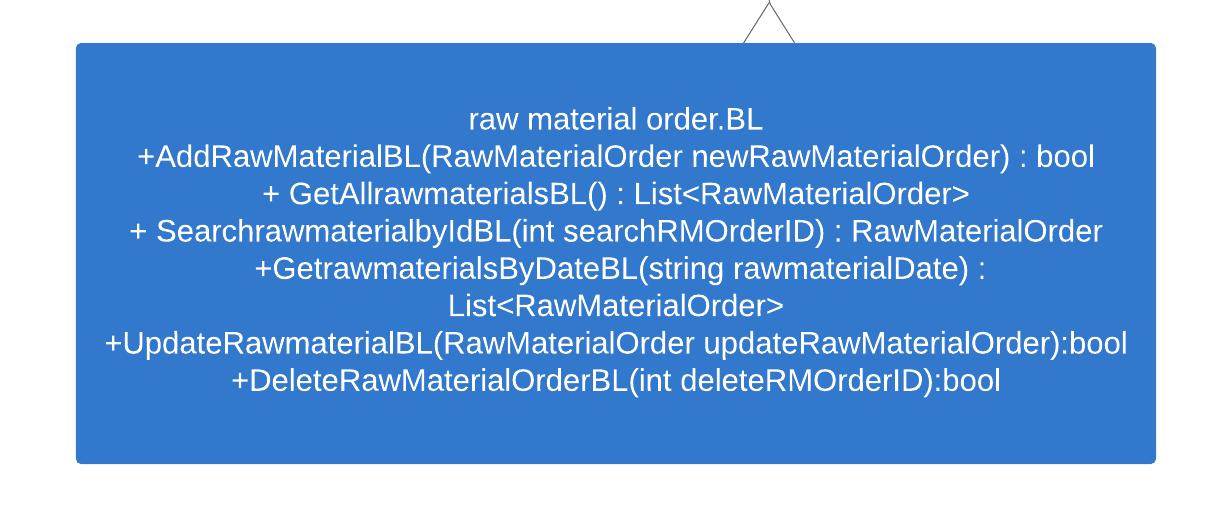 raw material order.BL
+AddRawMaterialBL(RawMaterialOrder newRawMaterialOrder) : bool
+ GetAllrawmaterialsBL() : List<RawMaterialOrder>
+ SearchrawmaterialbyIdBL(int searchRMOrderID) : RawMaterialOrder
+GetrawmaterialsByDateBL(string rawmaterialDate) :
List<RawMaterialOrder>
+UpdateRawmaterialBL(RawMaterialOrder updateRawMaterialOrder):bool
+DeleteRawMaterialOrderBL(int deleteRMOrderID):bool